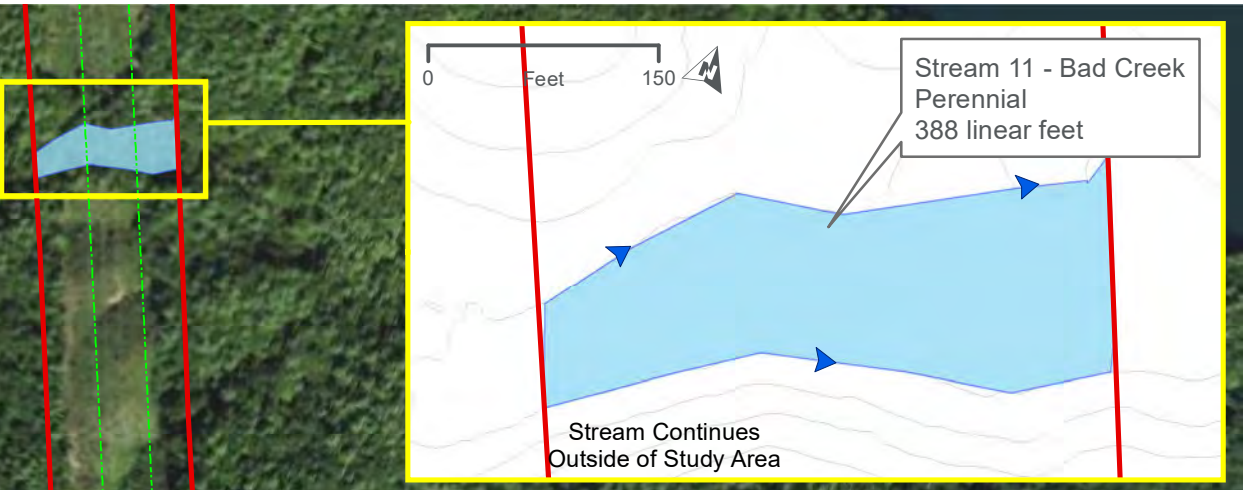 0 Feet 150
N
Stream 11 - Bad Creek
Perennial
388 linear feet
Stream Continues
Outside of Study Area